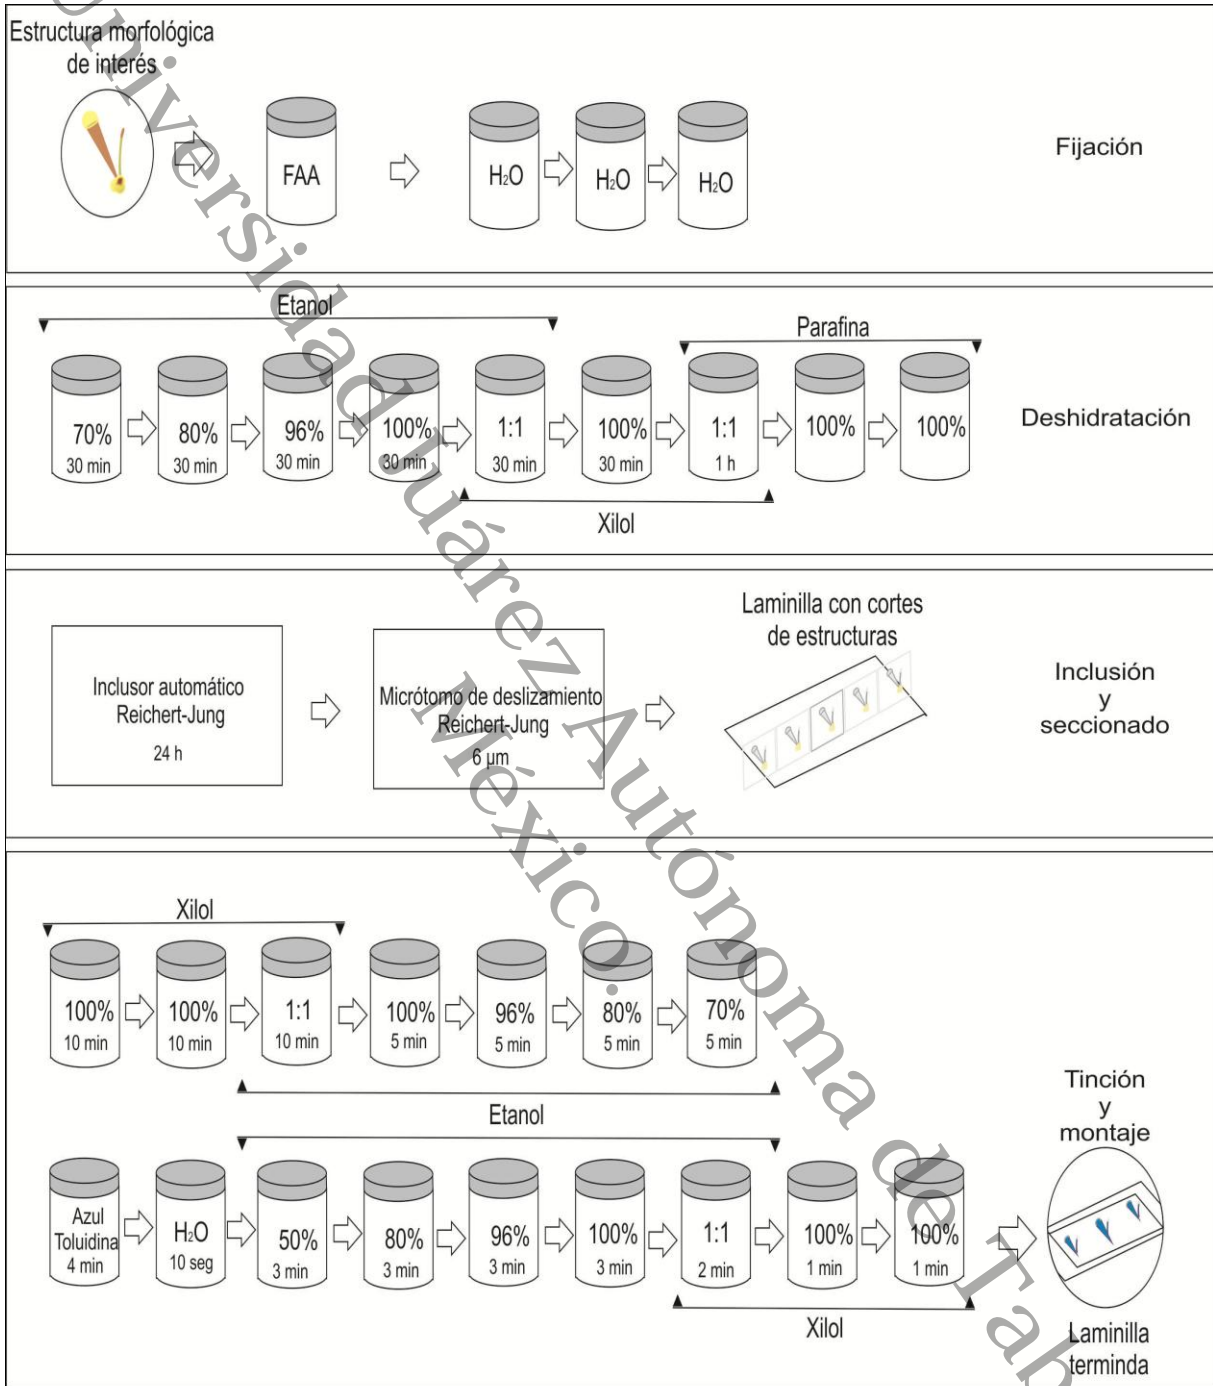 Estructura morfológica
de interés
FAA
H₂O
H₂O
H₂O
Fijación
Etanol
Parafina
70%
30 min
80%
30 min
96%
30 min
100%
30 min
1:1
30 min
100%
30 min
1:1
1 h
100%
100%
Deshidratación
Xilol
Inclusor automático
Reichert-Jung
24 h
Micrótomo de deslizamiento
Reichert-Jung
6 µm
Laminilla con cortes
de estructuras
Inclusión
y
seccionado
Xilol
100%
10 min
100%
10 min
1:1
10 min
100%
5 min
96%
5 min
80%
5 min
70%
5 min
Etanol
Azul
Toluidina
4 min
H₂O
10 seg
50%
3 min
80%
3 min
96%
3 min
100%
3 min
1:1
2 min
100%
1 min
100%
1 min
Xilol
Tinción
y
montaje
Laminilla
terminda
Universidad Juárez Autónoma de Tab
México.